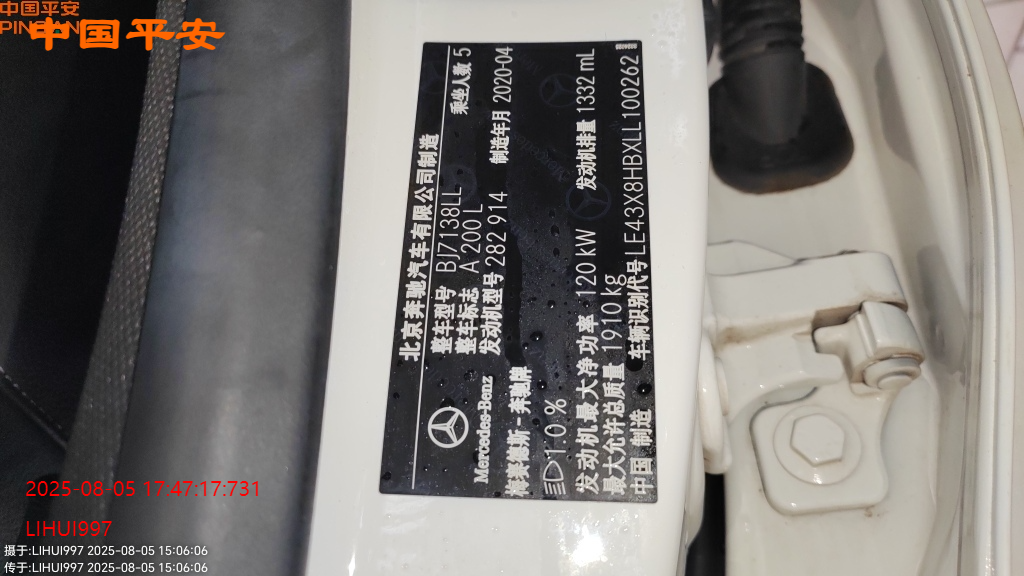 中国平安
PING AN
中国平安
北京奔驰汽车有限公司制造
整车型号 BJ7138LL 乘坐人数 5
整车标志 A 200 L
发动机型号 282 914 制造年月 2020-04
Mercedes-Benz
梅赛德斯-奔驰牌
1.0 %
发动机最大净功率 120 kW 发动机排量 1332 mL
最大允许总质量 1910 kg
中国制造 车辆识别代号 LE43X8HBXLL100262
2025-08-05 17:47:17:731
LIHUI997
摄于:LIHUI997 2025-08-05 15:06:06
传于:LIHUI997 2025-08-05 15:06:06